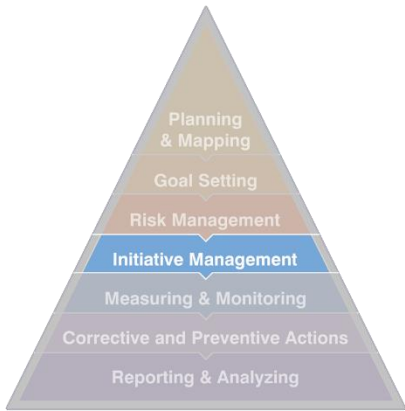 Planning
& Mapping
Goal Setting
Risk Management
Initiative Management
Measuring & Monitoring
Corrective and Preventive Actions
Reporting & Analyzing